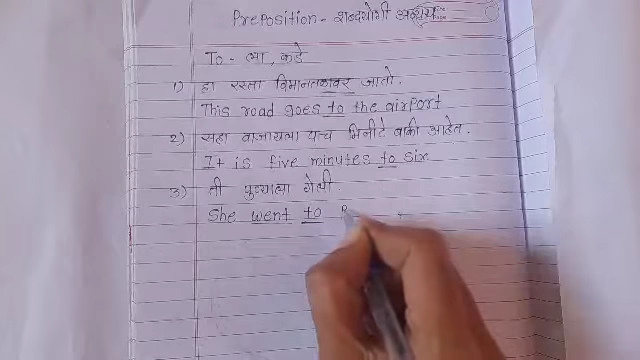 Preposition - शब्दयोगी अव्यय
To - ला, कडे
1) हा रस्ता विमानतळावर जातो.
This road goes to the airport
2) सहा वाजायला पाच मिनीटे बाकी आहेत.
It is five minutes to six
3) ती पुण्याला गेली.
She went to